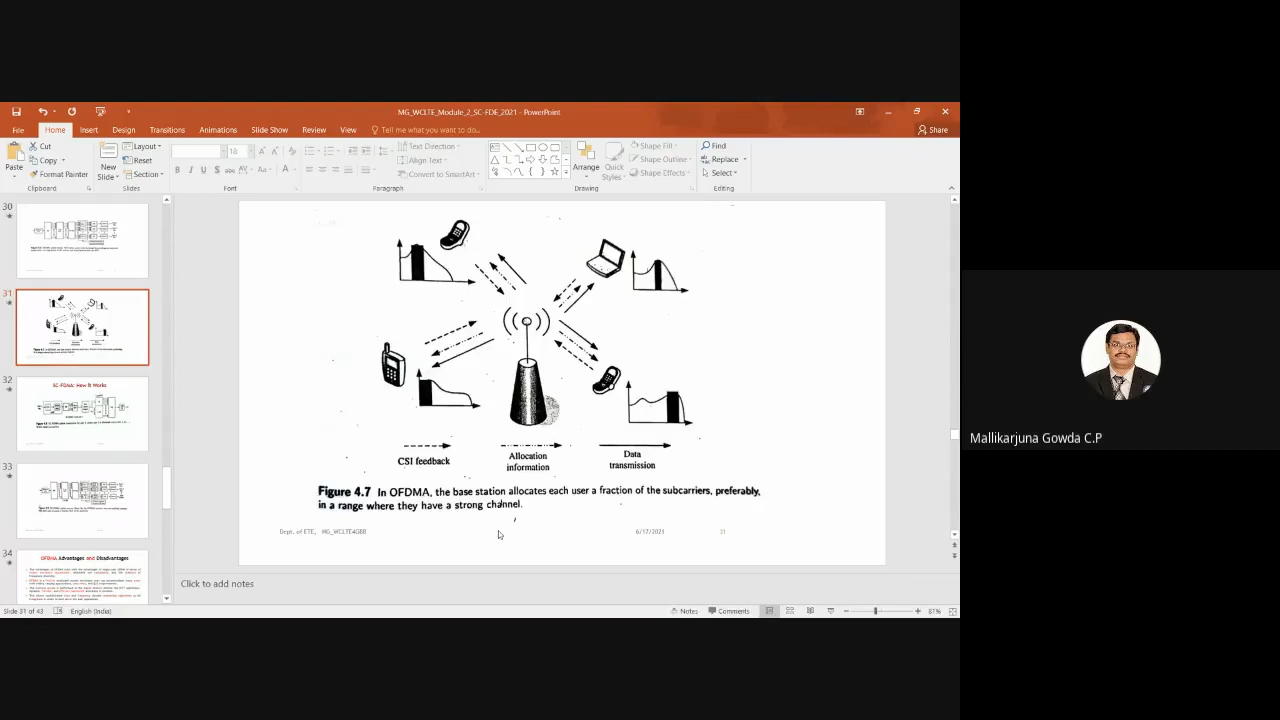 MG_WCLTE_Module_2_SC-FDE_2021 - PowerPoint
File Home Insert Design Transitions Animations Slide Show Review View Tell me what you want to do... Share
Paste
Cut
Copy
Format Painter
Clipboard
New
Slide
Layout
Reset
Section
Slides
18
Font
Text Direction
Align Text
Convert to SmartArt
Paragraph
Arrange
Quick
Styles
Shape Fill
Shape Outline
Shape Effects
Drawing
Find
Replace
Select
Editing
30
31
32
SC-FDMA: How It Works
33
34
OFDMA Advantages and Disadvantages
CSI feedback
Allocation
information
Data
transmission
Figure 4.7 In OFDMA, the base station allocates each user a fraction of the subcarriers, preferably,
in a range where they have a strong channel.
Dept. of ETE, MG_WCLTE4GBB 6/17/2021 31
Click to add notes
Slide 31 of 43 English (India) Notes Comments 81%
Mallikarjuna Gowda C.P